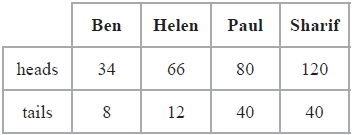 Ben Helen Paul Sharif
heads 34 66 80 120
tails 8 12 40 40